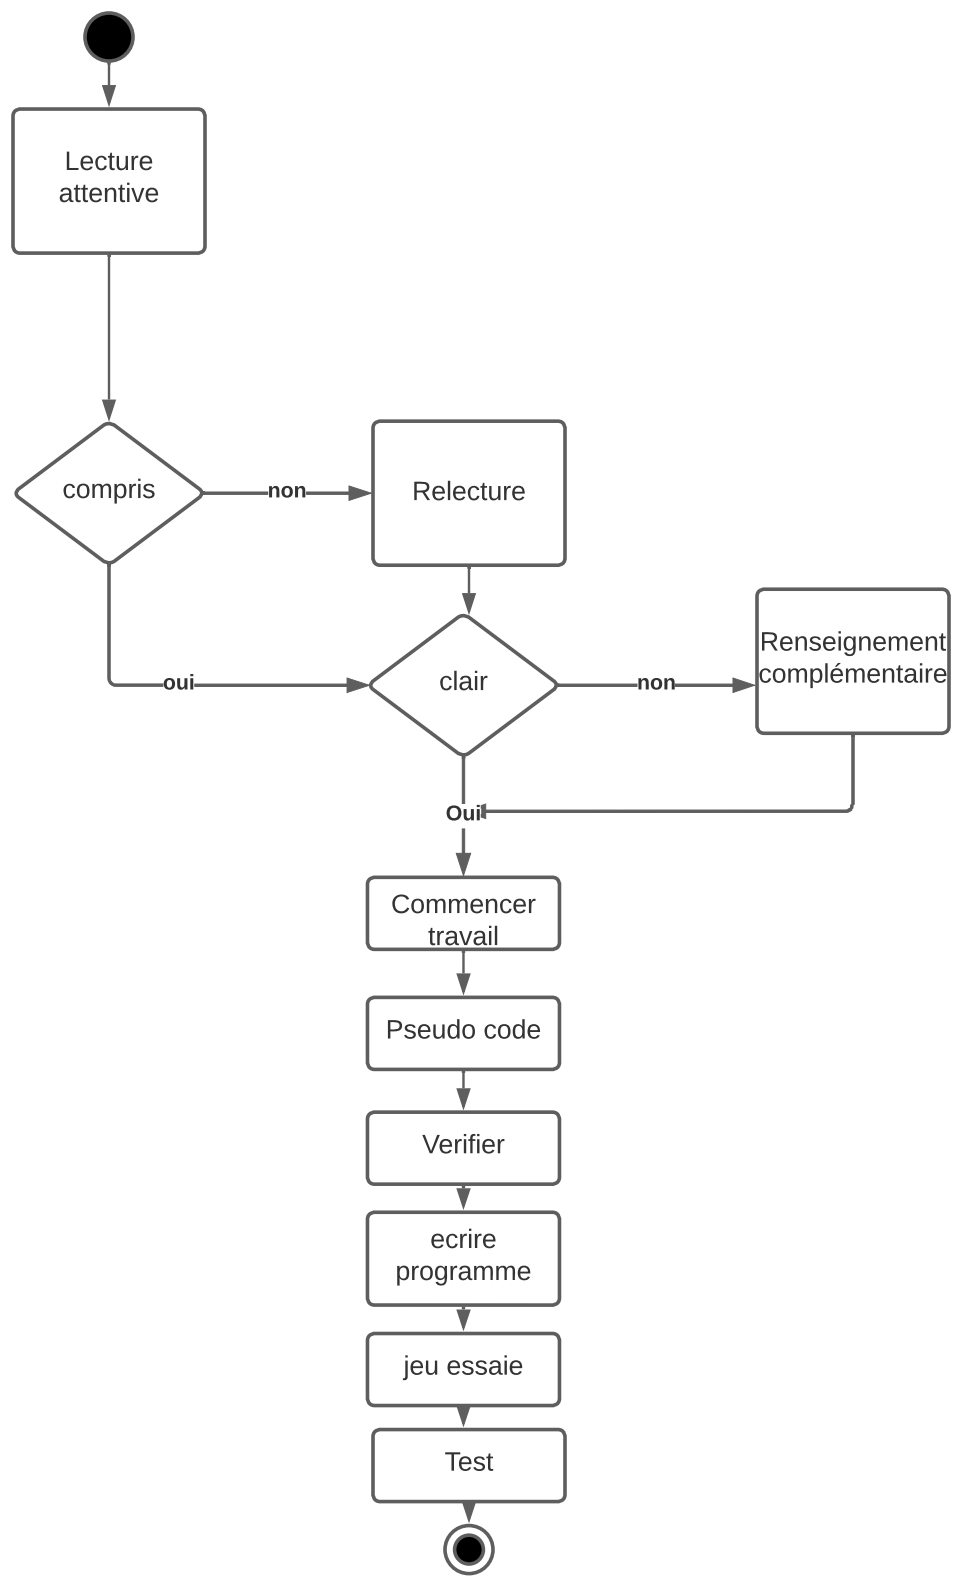 Lecture
attentive
compris
non
Relecture
oui
clair
non
Renseignement
complémentaire
Oui
Commencer
travail
Pseudo code
Verifier
ecrire
programme
jeu essaie
Test